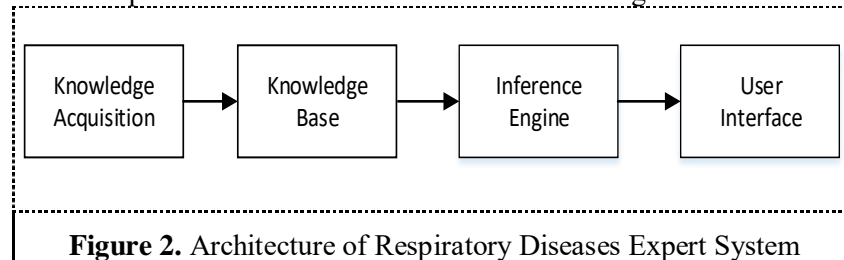 Knowledge
Acquisition
Knowledge
Base
Inference
Engine
User
Interface
Figure 2. Architecture of Respiratory Diseases Expert System